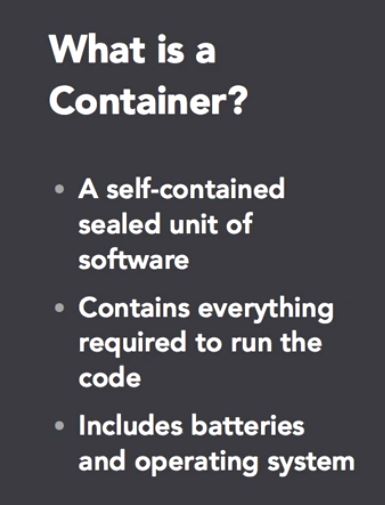 What is a
Container?
• A self-contained
sealed unit of
software
• Contains everything
required to run the
code
• Includes batteries
and operating system